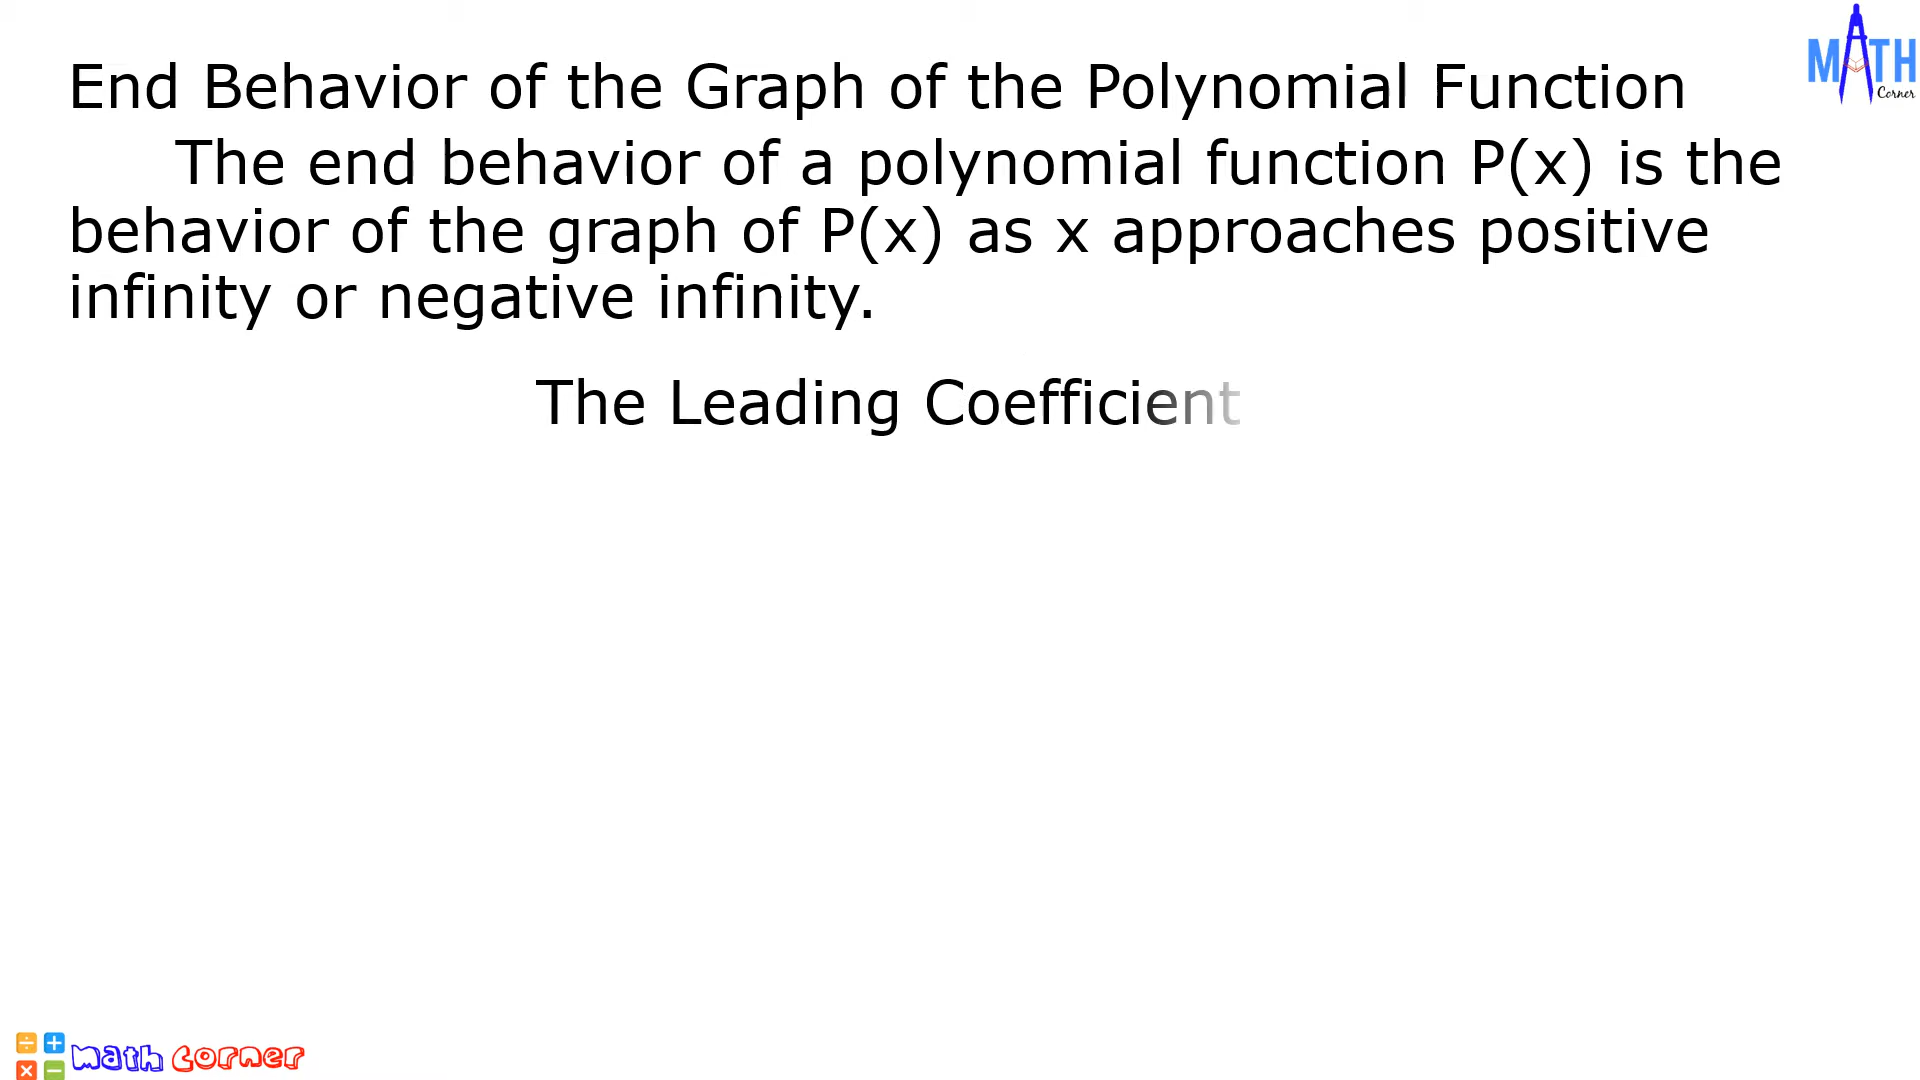 End Behavior of the Graph of the Polynomial Function
The end behavior of a polynomial function P(x) is the
behavior of the graph of P(x) as x approaches positive
infinity or negative infinity.
The Leading Coefficient
MATH
Corner
math corner